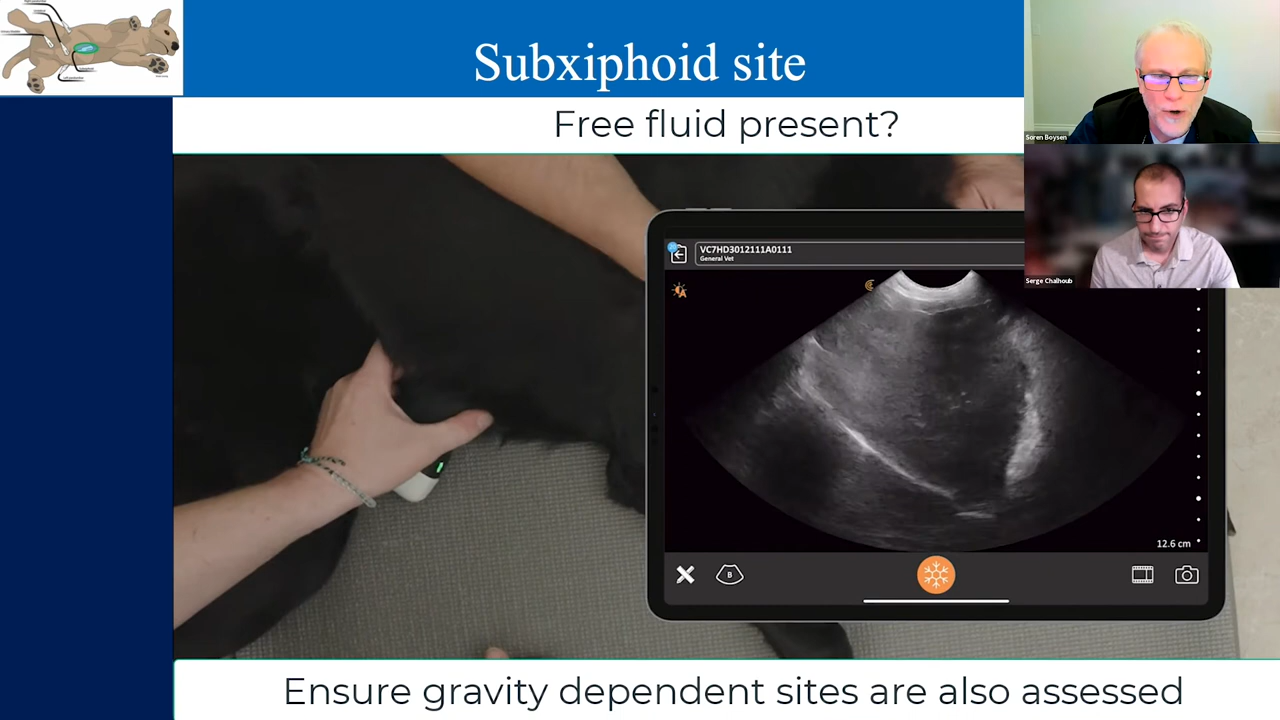 Subxiphoid site
Free fluid present?
Soren Boysen
Serge Chalhoub
VC7HD3012111A0111
General Vet
B
12.6 cm
Ensure gravity dependent sites are also assessed